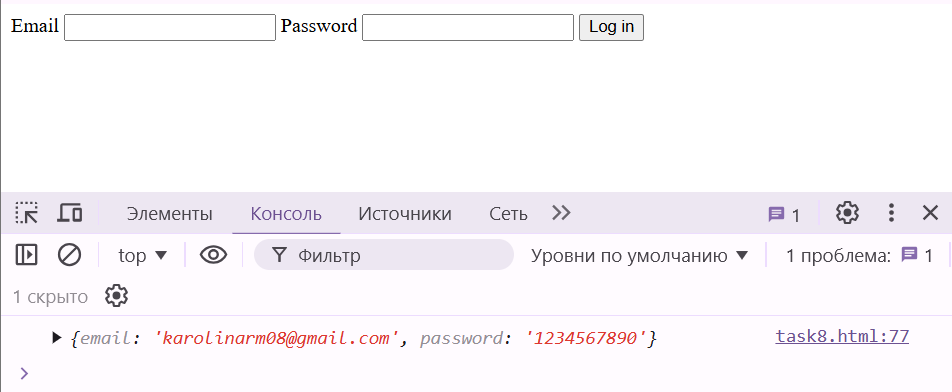 Email Password Log in
Элементы Консоль Источники Сеть 1
top Фильтр Уровни по умолчанию 1 проблема: 1
1 скрыто
{email: 'karolinarm08@gmail.com', password: '1234567890'} task8.html:77